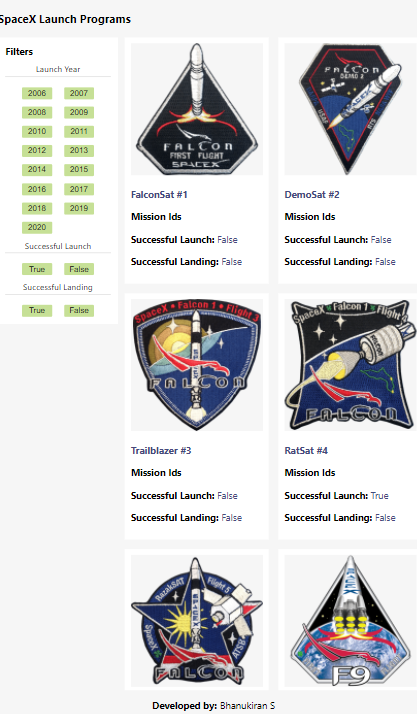 SpaceX Launch Programs
Filters
Launch Year
2006 2007
2008 2009
2010 2011
2012 2013
2014 2015
2016 2017
2018 2019
2020
Successful Launch
True False
Successful Landing
True False
FALCON
FIRST FLIGHT
SPACEX
FalconSat #1
Mission Ids
Successful Launch: False
Successful Landing: False
FALCON
DEMO 2
SPACEX
DemoSat #2
Mission Ids
Successful Launch: False
Successful Landing: False
SpaceX • Falcon 1 • Flight 3
FALCON
Trailblazer #3
Mission Ids
Successful Launch: False
Successful Landing: False
SpaceX Falcon 1 Flight 4
FALCON
RatSat #4
Mission Ids
Successful Launch: True
Successful Landing: False
SpaceX RazakSAT Flight 5 ATSB
FALCON
SPACEX
F9
Developed by: Bhanukiran S